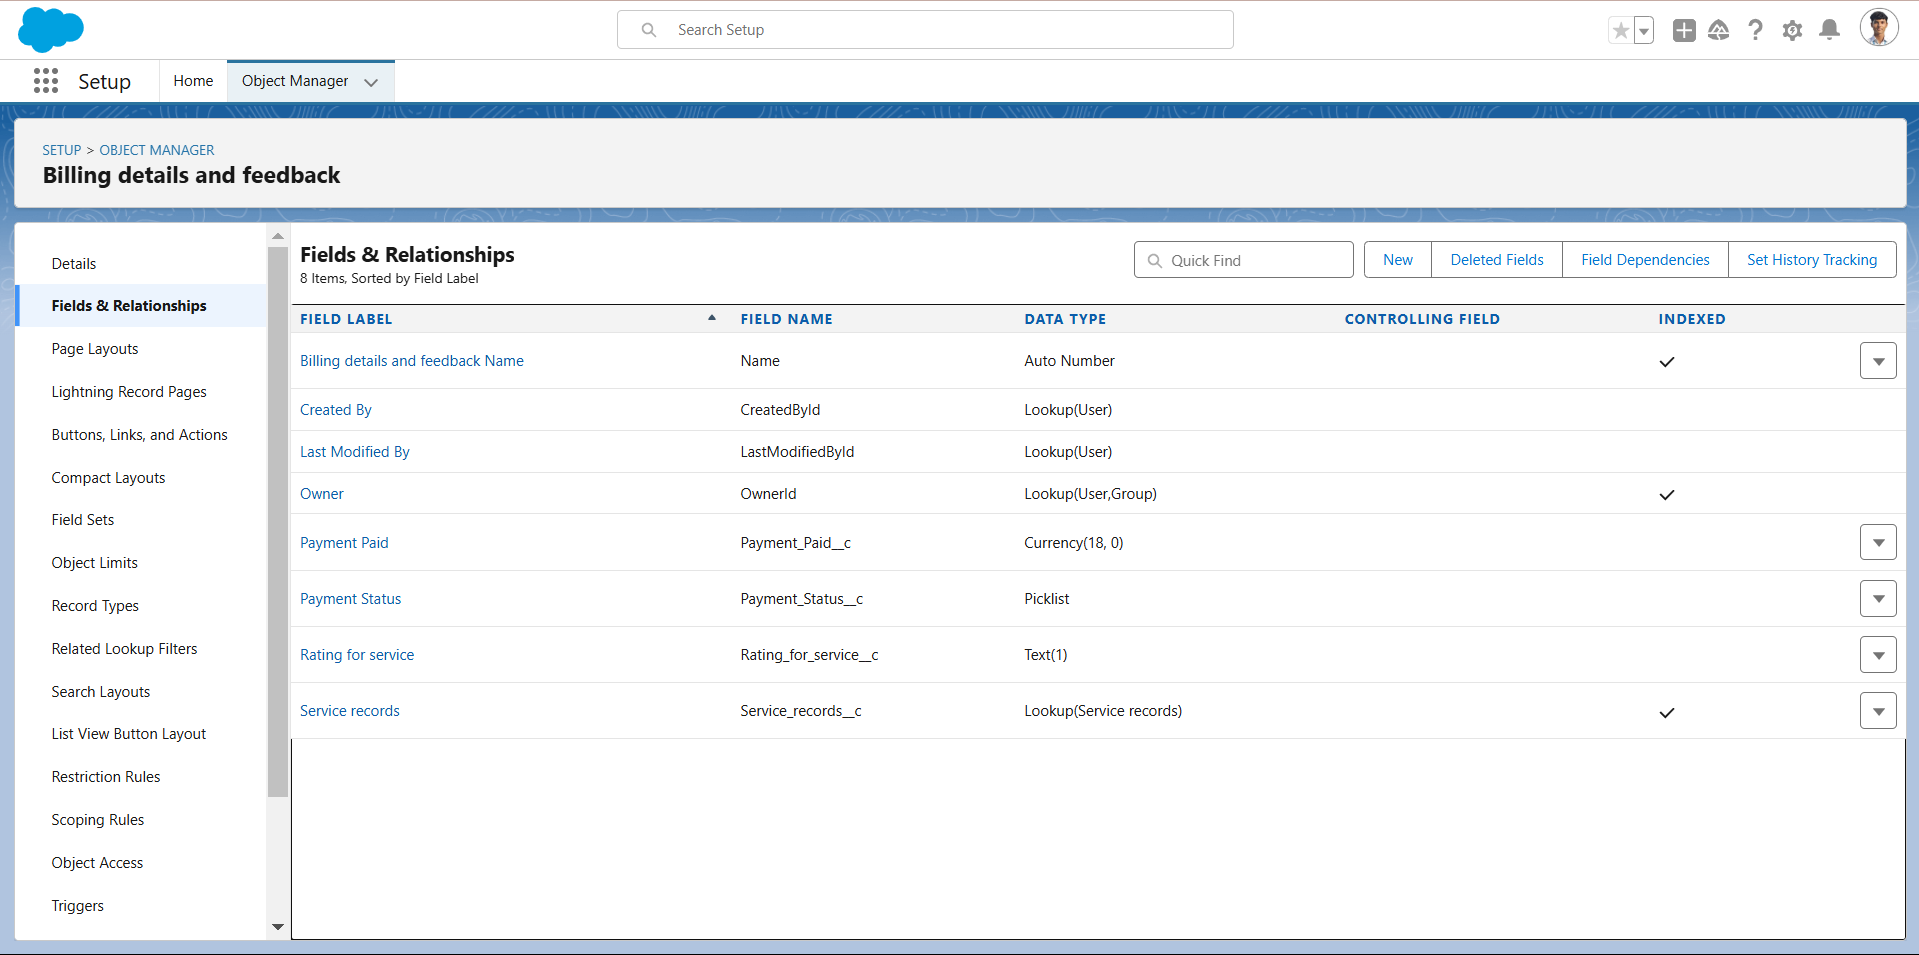 Search Setup
Setup
Home
Object Manager
SETUP > OBJECT MANAGER
Billing details and feedback
Details
Fields & Relationships
Page Layouts
Lightning Record Pages
Buttons, Links, and Actions
Compact Layouts
Field Sets
Object Limits
Record Types
Related Lookup Filters
Search Layouts
List View Button Layout
Restriction Rules
Scoping Rules
Object Access
Triggers
Fields & Relationships
8 Items, Sorted by Field Label
Quick Find
New
Deleted Fields
Field Dependencies
Set History Tracking
FIELD LABEL FIELD NAME DATA TYPE CONTROLLING FIELD INDEXED
Billing details and feedback Name Name Auto Number
Created By CreatedById Lookup(User)
Last Modified By LastModifiedById Lookup(User)
Owner OwnerId Lookup(User,Group)
Payment Paid Payment_Paid__c Currency(18, 0)
Payment Status Payment_Status__c Picklist
Rating for service Rating_for_service__c Text(1)
Service records Service_records__c Lookup(Service records)